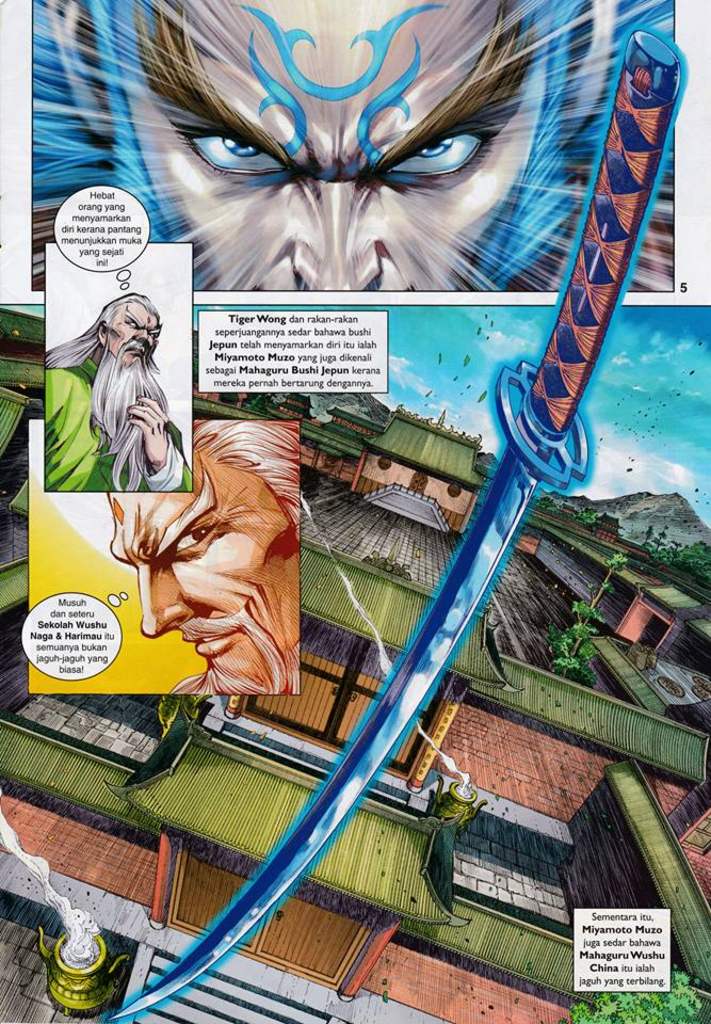 Hebat
orang yang
menyamarkan
diri kerana pantang
menunjukkan muka
yang sejati
ini!
5
Tiger Wong dan rakan-rakan
seperjuangannya sedar bahawa bushi
Jepun telah menyamarkan diri itu ialah
Miyamoto Muzo yang juga dikenali
sebagai Mahaguru Bushi Jepun kerana
mereka pernah bertarung dengannya.
Musuh
dan seteru
Sekolah Wushu
Naga & Harimau itu
semuanya bukan
jaguh-jaguh yang
biasa!
Sementara itu,
Miyamoto Muzo
juga sedar bahawa
Mahaguru Wushu
China itu ialah
jaguh yang terbilang.